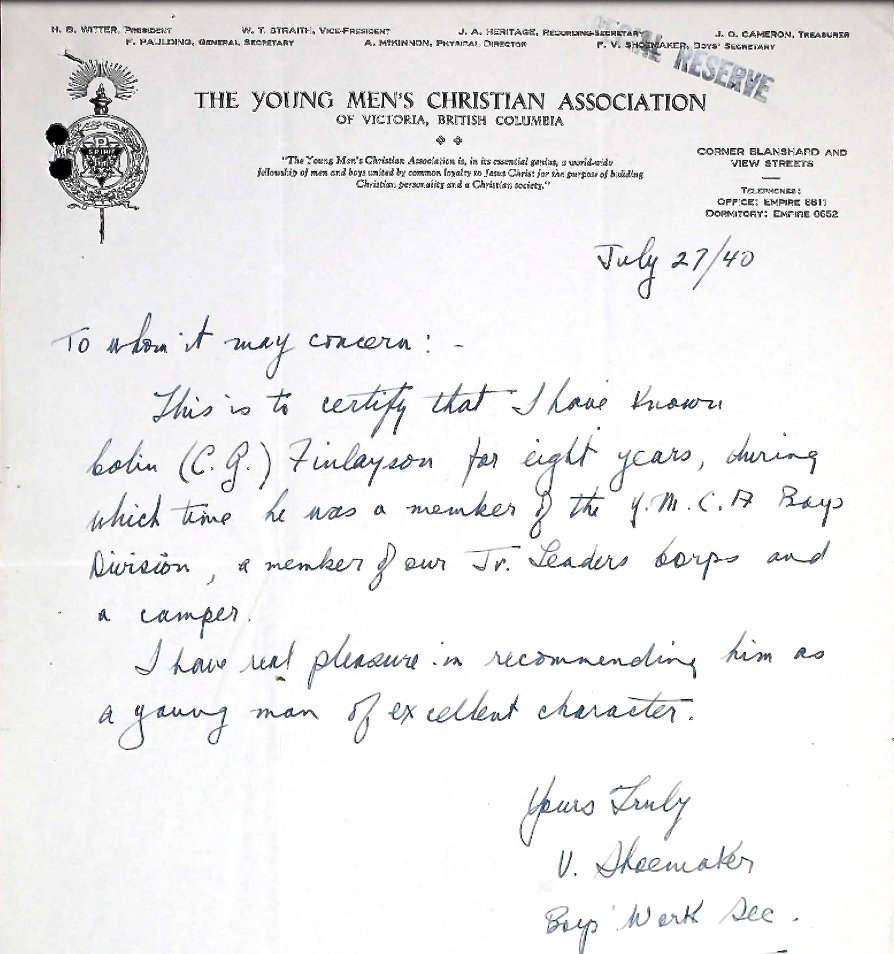 H. B. WITTER, PRESIDENT W. T. STRAITH, VICE-PRESIDENT J. A. HERITAGE, RECORDING-SECRETARY J. O. CAMERON, TREASURER
F. PAULDING, GENERAL SECRETARY A. McKINNON, PHYSICAL DIRECTOR P. V. SHOEMAKER, BOYS' SECRETARY
RESERVE
THE YOUNG MEN'S CHRISTIAN ASSOCIATION
OF VICTORIA, BRITISH COLUMBIA
"The Young Men's Christian Association is, in its essential genius, a world-wide
fellowship of men and boys united by common loyalty to Jesus Christ for the purpose of building
Christian personality and a Christian society."
CORNER BLANSHARD AND
VIEW STREETS
TELEPHONES:
OFFICE: EMPIRE 6611
DORMITORY: EMPIRE 0652
SPIRIT
July 27/40
To whom it may concern: -
This is to certify that I have known
Colin (C. G.) Finlayson for eight years, during
which time he was a member of the Y.M.C.A Boys
Division, a member of our Jr. Leaders Corps and
a camper.
I have real pleasure in recommending him as
a young man of excellent character.
Yours Truly
V. Shoemaker
Boys' Work Sec.